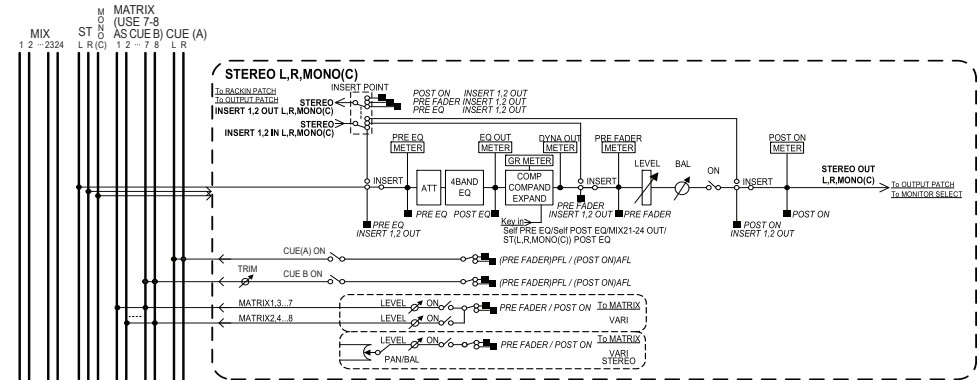 MIX
1 2 ··· 2324
ST
L R
MONO
(C)
MATRIX
(USE 7-8
AS CUE B)
1 2 ··· 7 8
CUE (A)
L R
STEREO L,R,MONO(C)
To RACKIN PATCH
To OUTPUT PATCH
STEREO
INSERT 1,2 OUT L,R,MONO(C)
STEREO
INSERT 1,2 IN L,R,MONO(C)
INSERT POINT
POST ON INSERT 1,2 OUT
PRE FADER INSERT 1,2 OUT
PRE EQ INSERT 1,2 OUT
PRE EQ
METER
EQ OUT
METER
DYNA OUT
METER
GR METER
PRE FADER
METER
POST ON
METER
INSERT
ATT
4BAND
EQ
COMP
COMPAND
EXPAND
INSERT
LEVEL
BAL
ON
INSERT
STEREO OUT
L,R,MONO(C)
To OUTPUT PATCH
To MONITOR SELECT
PRE EQ
INSERT 1,2 OUT
PRE EQ
POST EQ
Key in
Self PRE EQ/Self POST EQ/MIX21-24 OUT/
ST(L,R,MONO(C)) POST EQ
PRE FADER
INSERT 1,2 OUT
PRE FADER
POST ON
INSERT 1,2 OUT
POST ON
CUE(A) ON
(PRE FADER)PFL / (POST ON)AFL
TRIM
CUE B ON
(PRE FADER)PFL / (POST ON)AFL
MATRIX1,3...7
LEVEL
ON
PRE FADER / POST ON
To MATRIX
MATRIX2,4...8
LEVEL
ON
VARI
LEVEL
ON
PAN/BAL
PRE FADER / POST ON
To MATRIX
VARI
STEREO